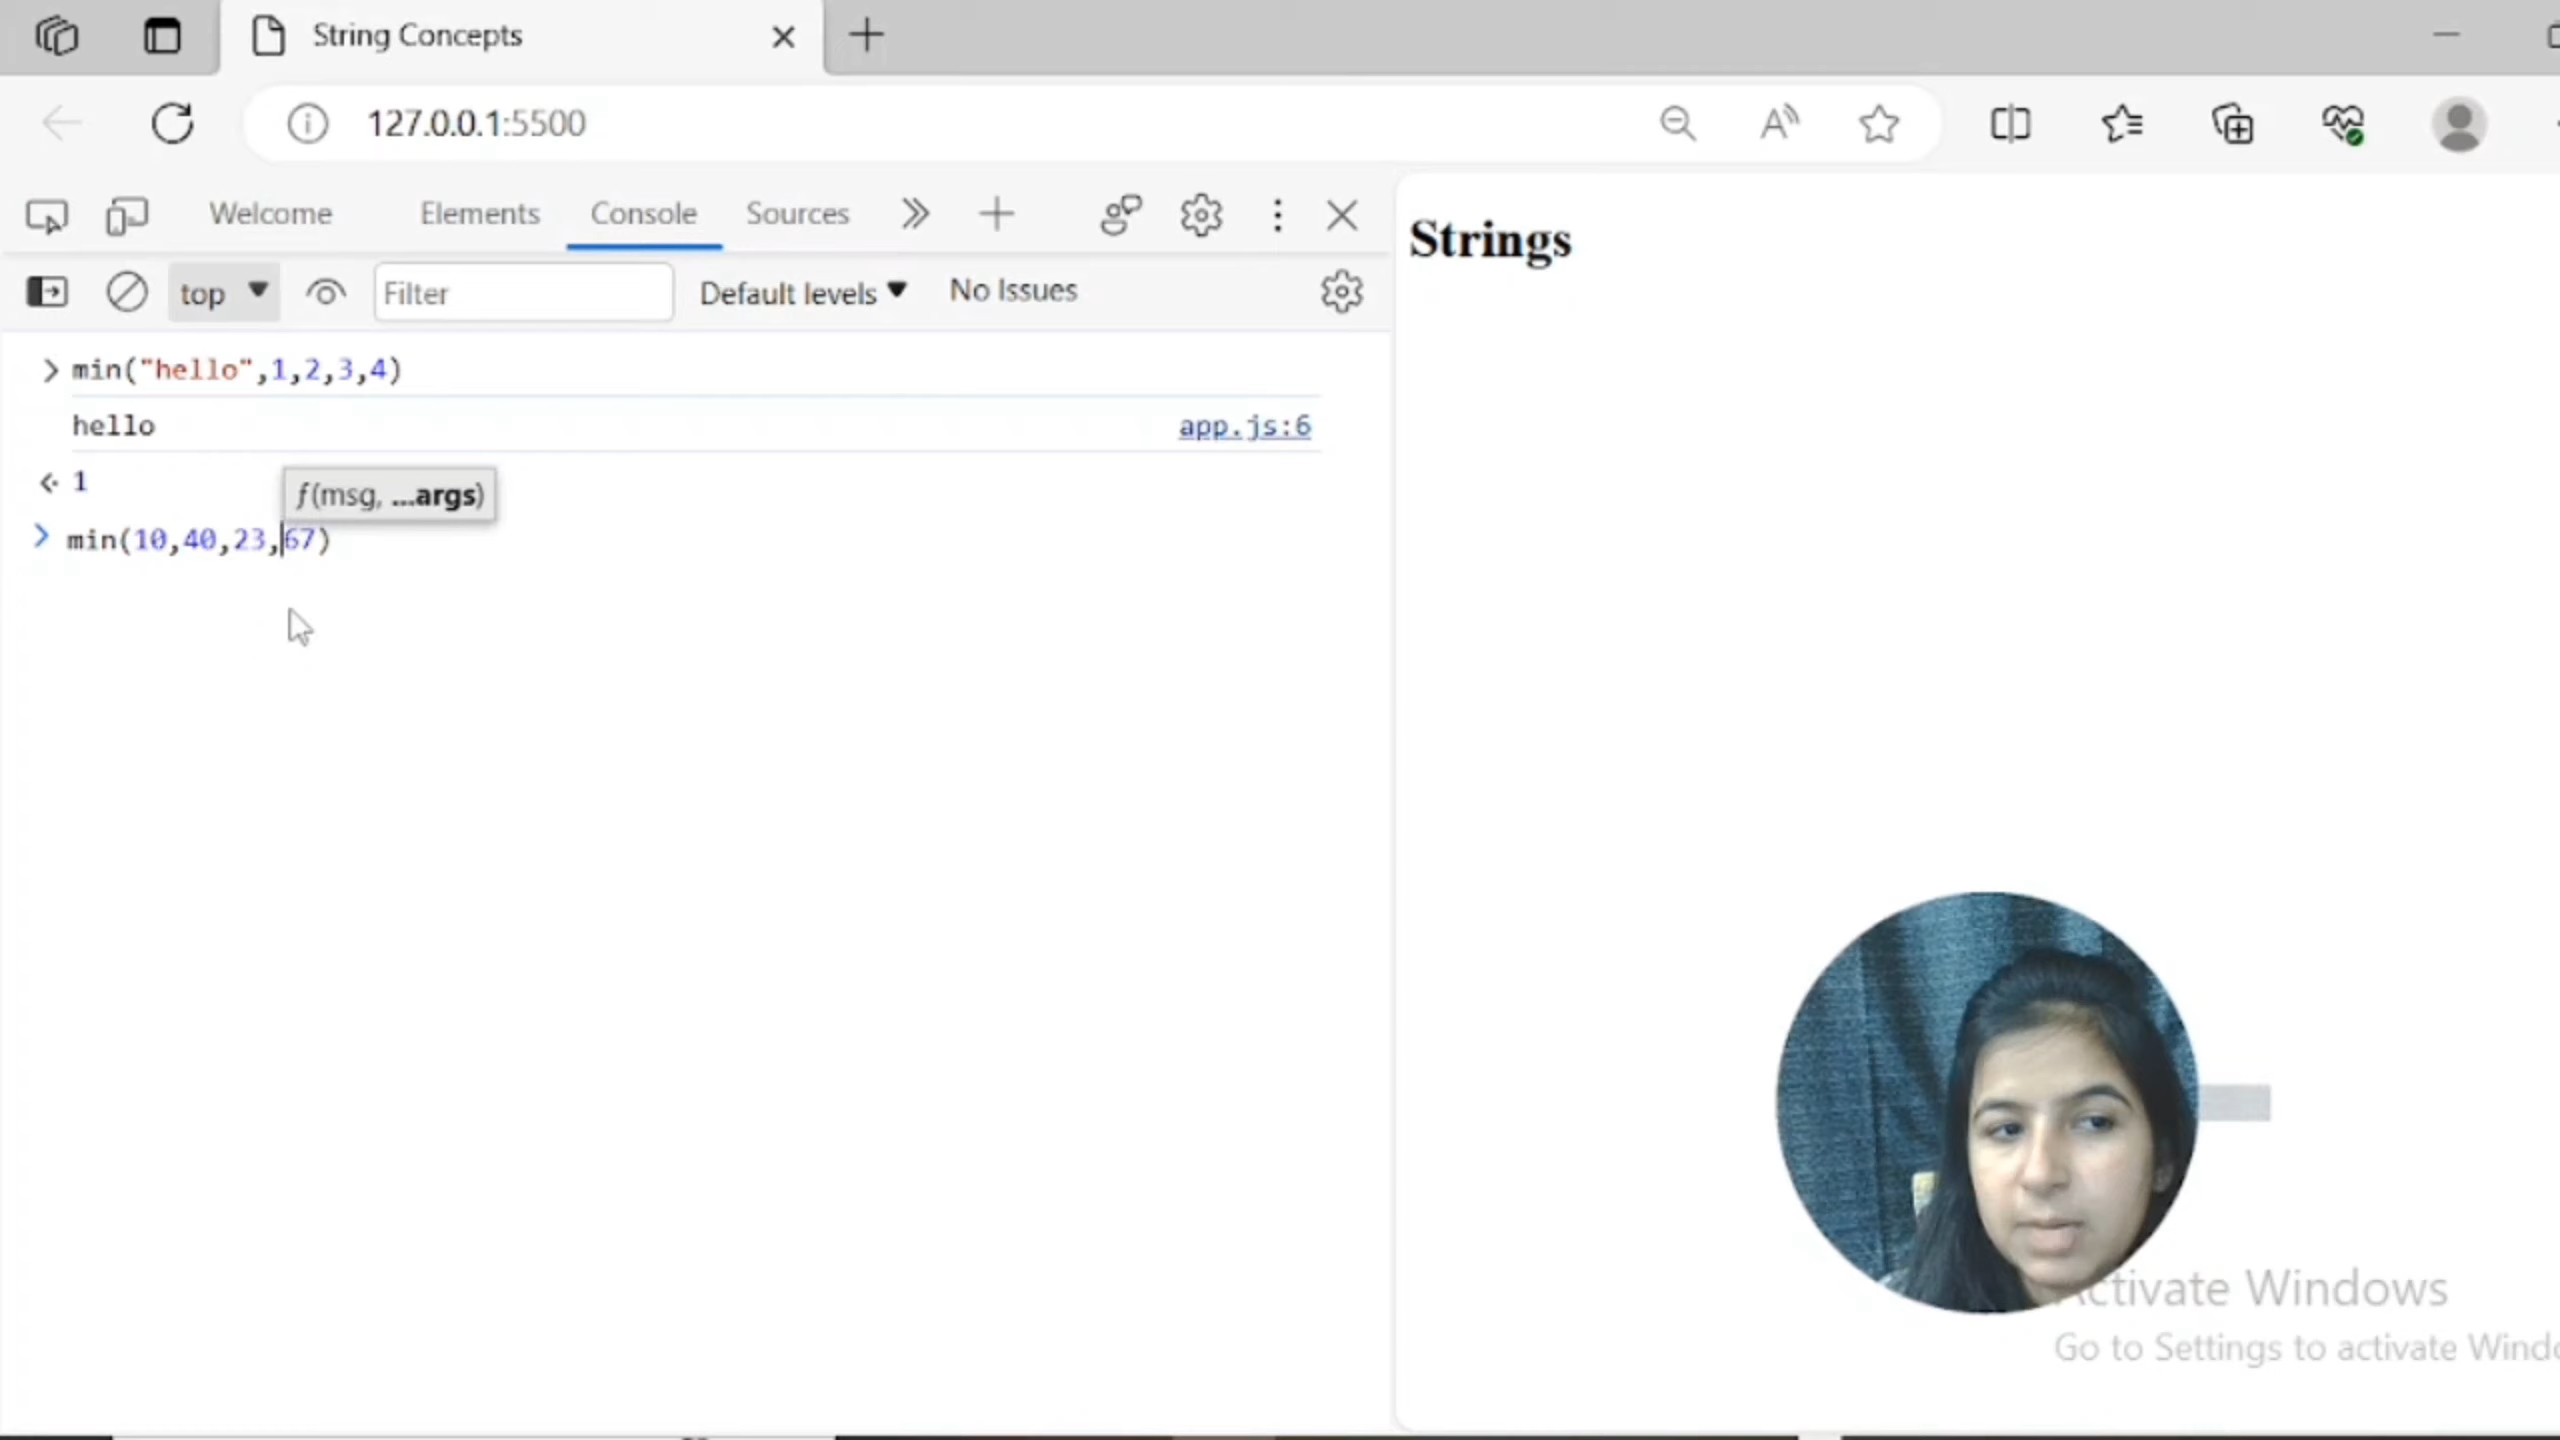 String Concepts
127.0.0.1:5500
Welcome Elements Console Sources
top Filter Default levels No Issues
Strings
min("hello",1,2,3,4)
hello app.js:6
1
f(msg, ...args)
min(10,40,23,67)
Activate Windows
Go to Settings to activate